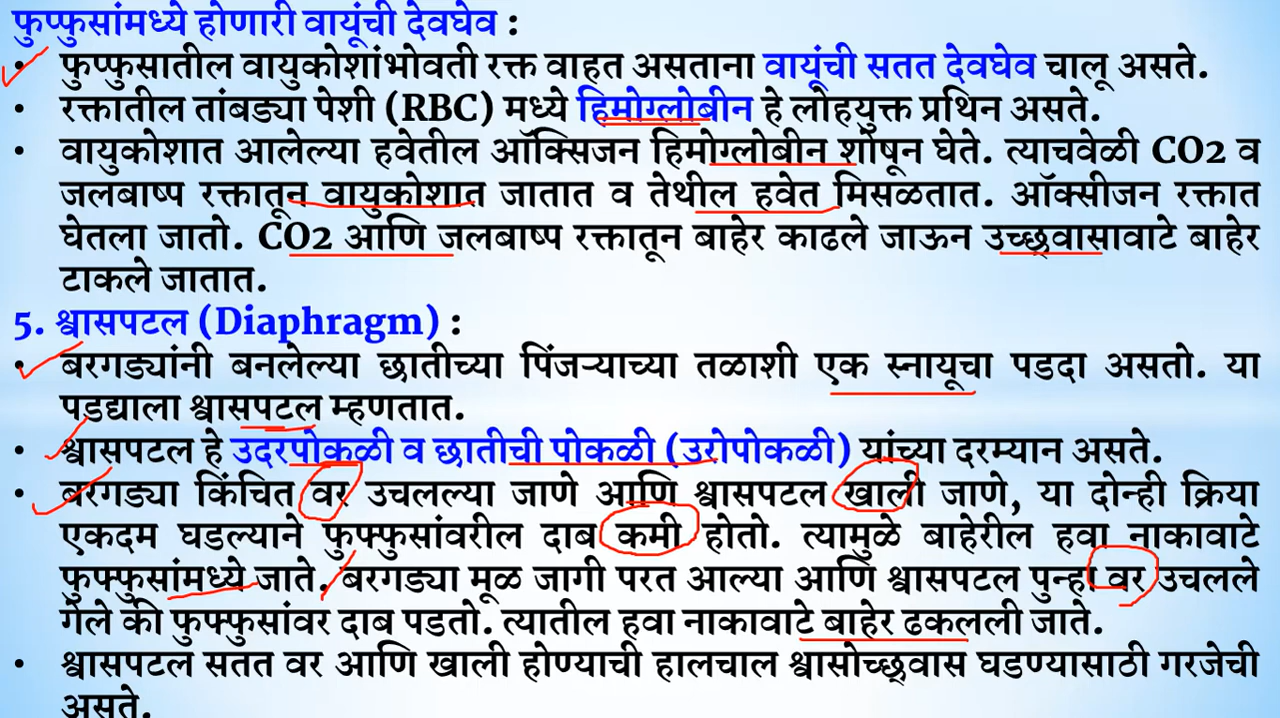 फुप्फुसांमध्ये होणारी वायूंची देवघेव :
• फुप्फुसातील वायुकोशांभोवती रक्त वाहत असताना वायूंची सतत देवघेव चालू असते.
• रक्तातील तांबड्या पेशी (RBC) मध्ये हिमोग्लोबीन हे लोहयुक्त प्रथिन असते.
• वायुकोशात आलेल्या हवेतील ऑक्सिजन हिमोग्लोबीन शोषून घेते. त्याचवेळी CO2 व
जलबाष्प रक्तातून वायुकोशात जातात व तेथील हवेत मिसळतात. ऑक्सीजन रक्तात
घेतला जातो. CO2 आणि जलबाष्प रक्तातून बाहेर काढले जाऊन उच्छ्वासावाटे बाहेर
टाकले जातात.
5. श्वासपटल (Diaphragm) :
• बरगड्यांनी बनलेल्या छातीच्या पिंजऱ्याच्या तळाशी एक स्नायूचा पडदा असतो. या
पडद्याला श्वासपटल म्हणतात.
• श्वासपटल हे उदरपोकळी व छातीची पोकळी (उरोपोकळी) यांच्या दरम्यान असते.
• बरगड्या किंचित वर उचलल्या जाणे आणि श्वासपटल खाली जाणे, या दोन्ही क्रिया
एकदम घडल्याने फुफ्फुसांवरील दाब कमी होतो. त्यामुळे बाहेरील हवा नाकावाटे
फुफ्फुसांमध्ये जाते. बरगड्या मूळ जागी परत आल्या आणि श्वासपटल पुन्हा वर उचलले
गेले की फुफ्फुसांवर दाब पडतो. त्यातील हवा नाकावाटे बाहेर ढकलली जाते.
• श्वासपटल सतत वर आणि खाली होण्याची हालचाल श्वासोच्छ्वास घडण्यासाठी गरजेची
असते.